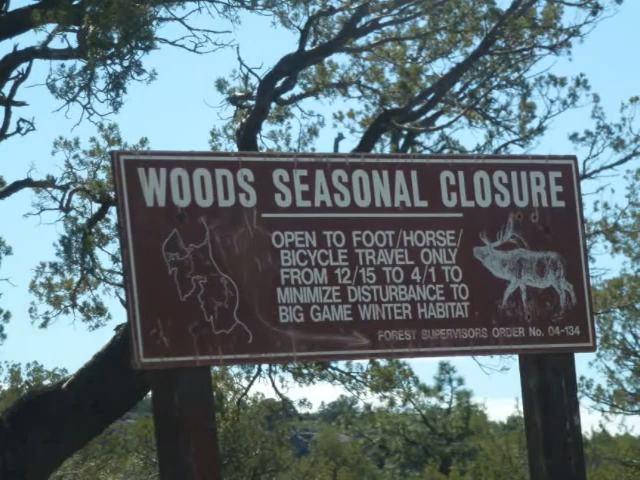 WOODS SEASONAL CLOSURE
OPEN TO FOOT/HORSE/
BICYCLE TRAVEL ONLY
FROM 12/15 TO 4/1 TO
MINIMIZE DISTURBANCE TO
BIG GAME WINTER HABITAT
FOREST SUPERVISORS ORDER No. 04-134